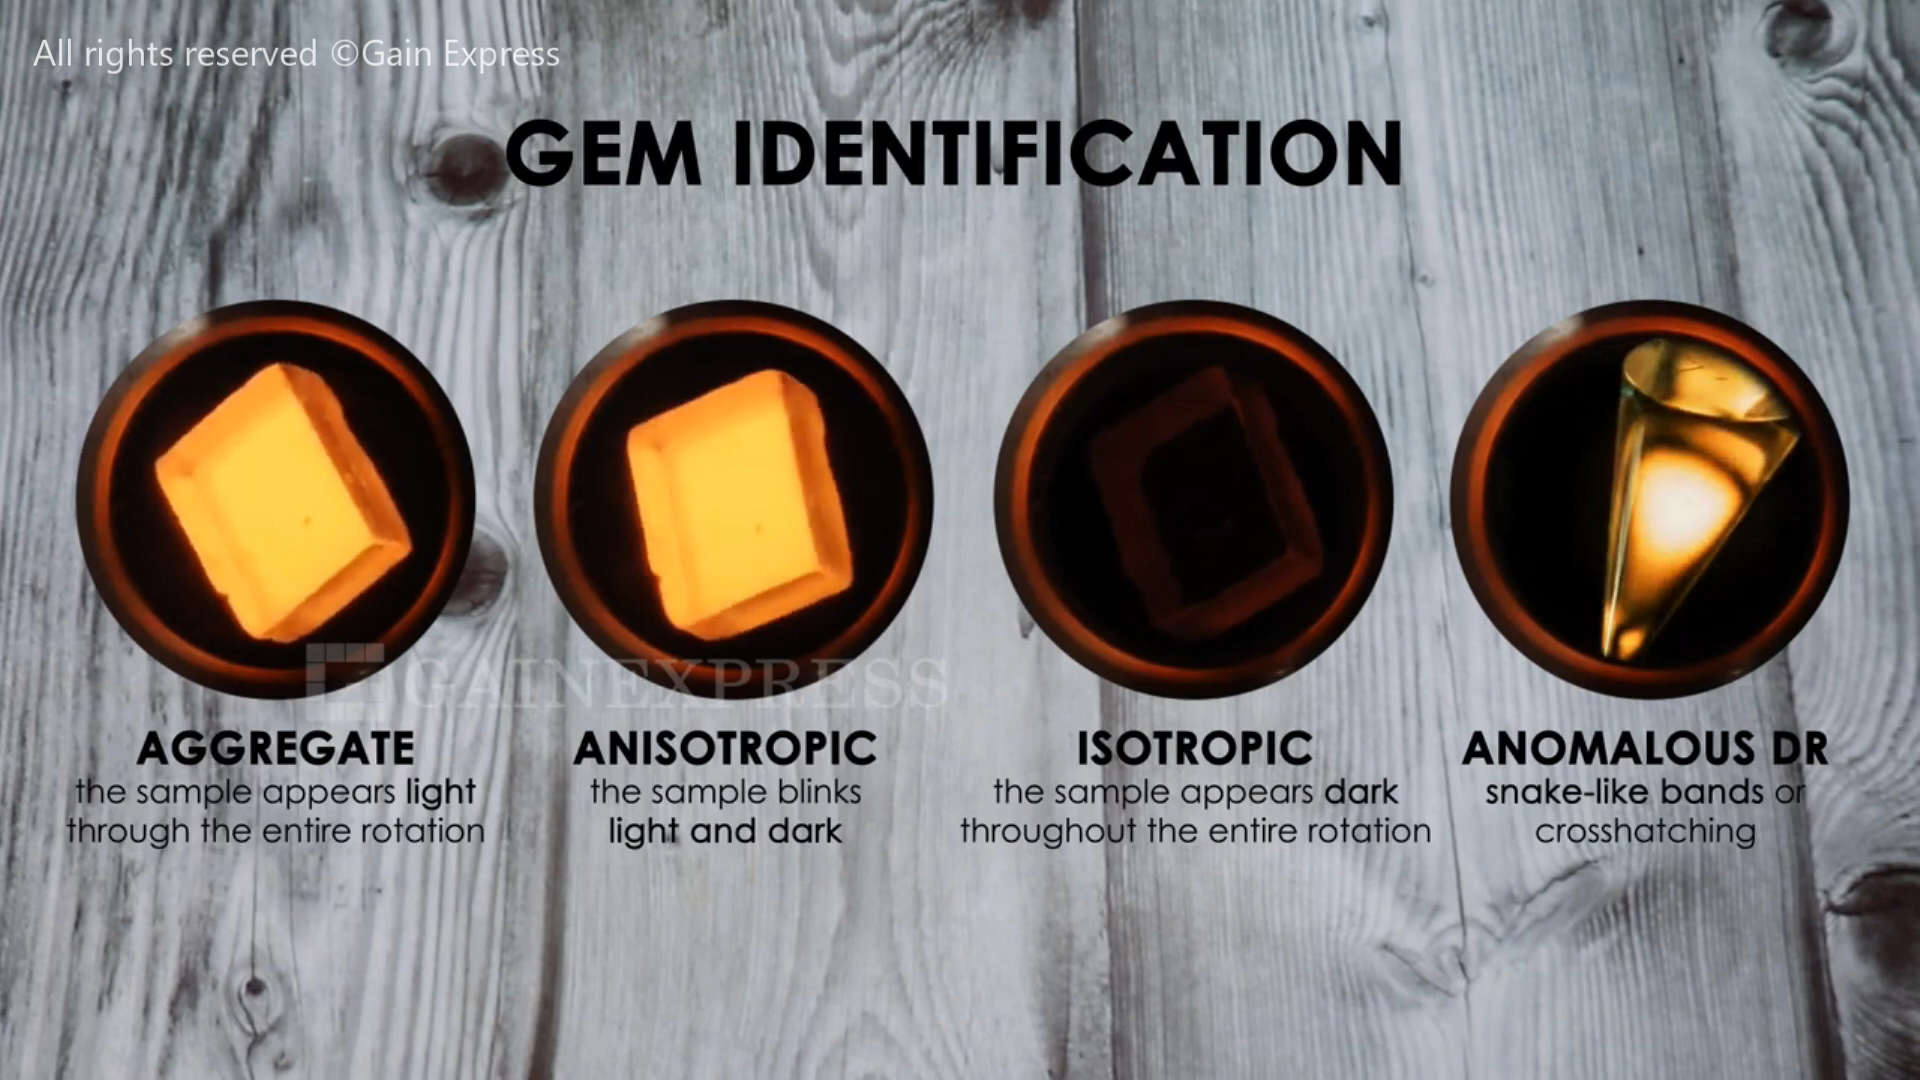 All rights reserved ©Gain Express
GEM IDENTIFICATION
GAINEXPRESS
AGGREGATE
the sample appears light
through the entire rotation
ANISOTROPIC
the sample blinks
light and dark
ISOTROPIC
the sample appears dark
throughout the entire rotation
ANOMALOUS DR
snake-like bands or
crosshatching